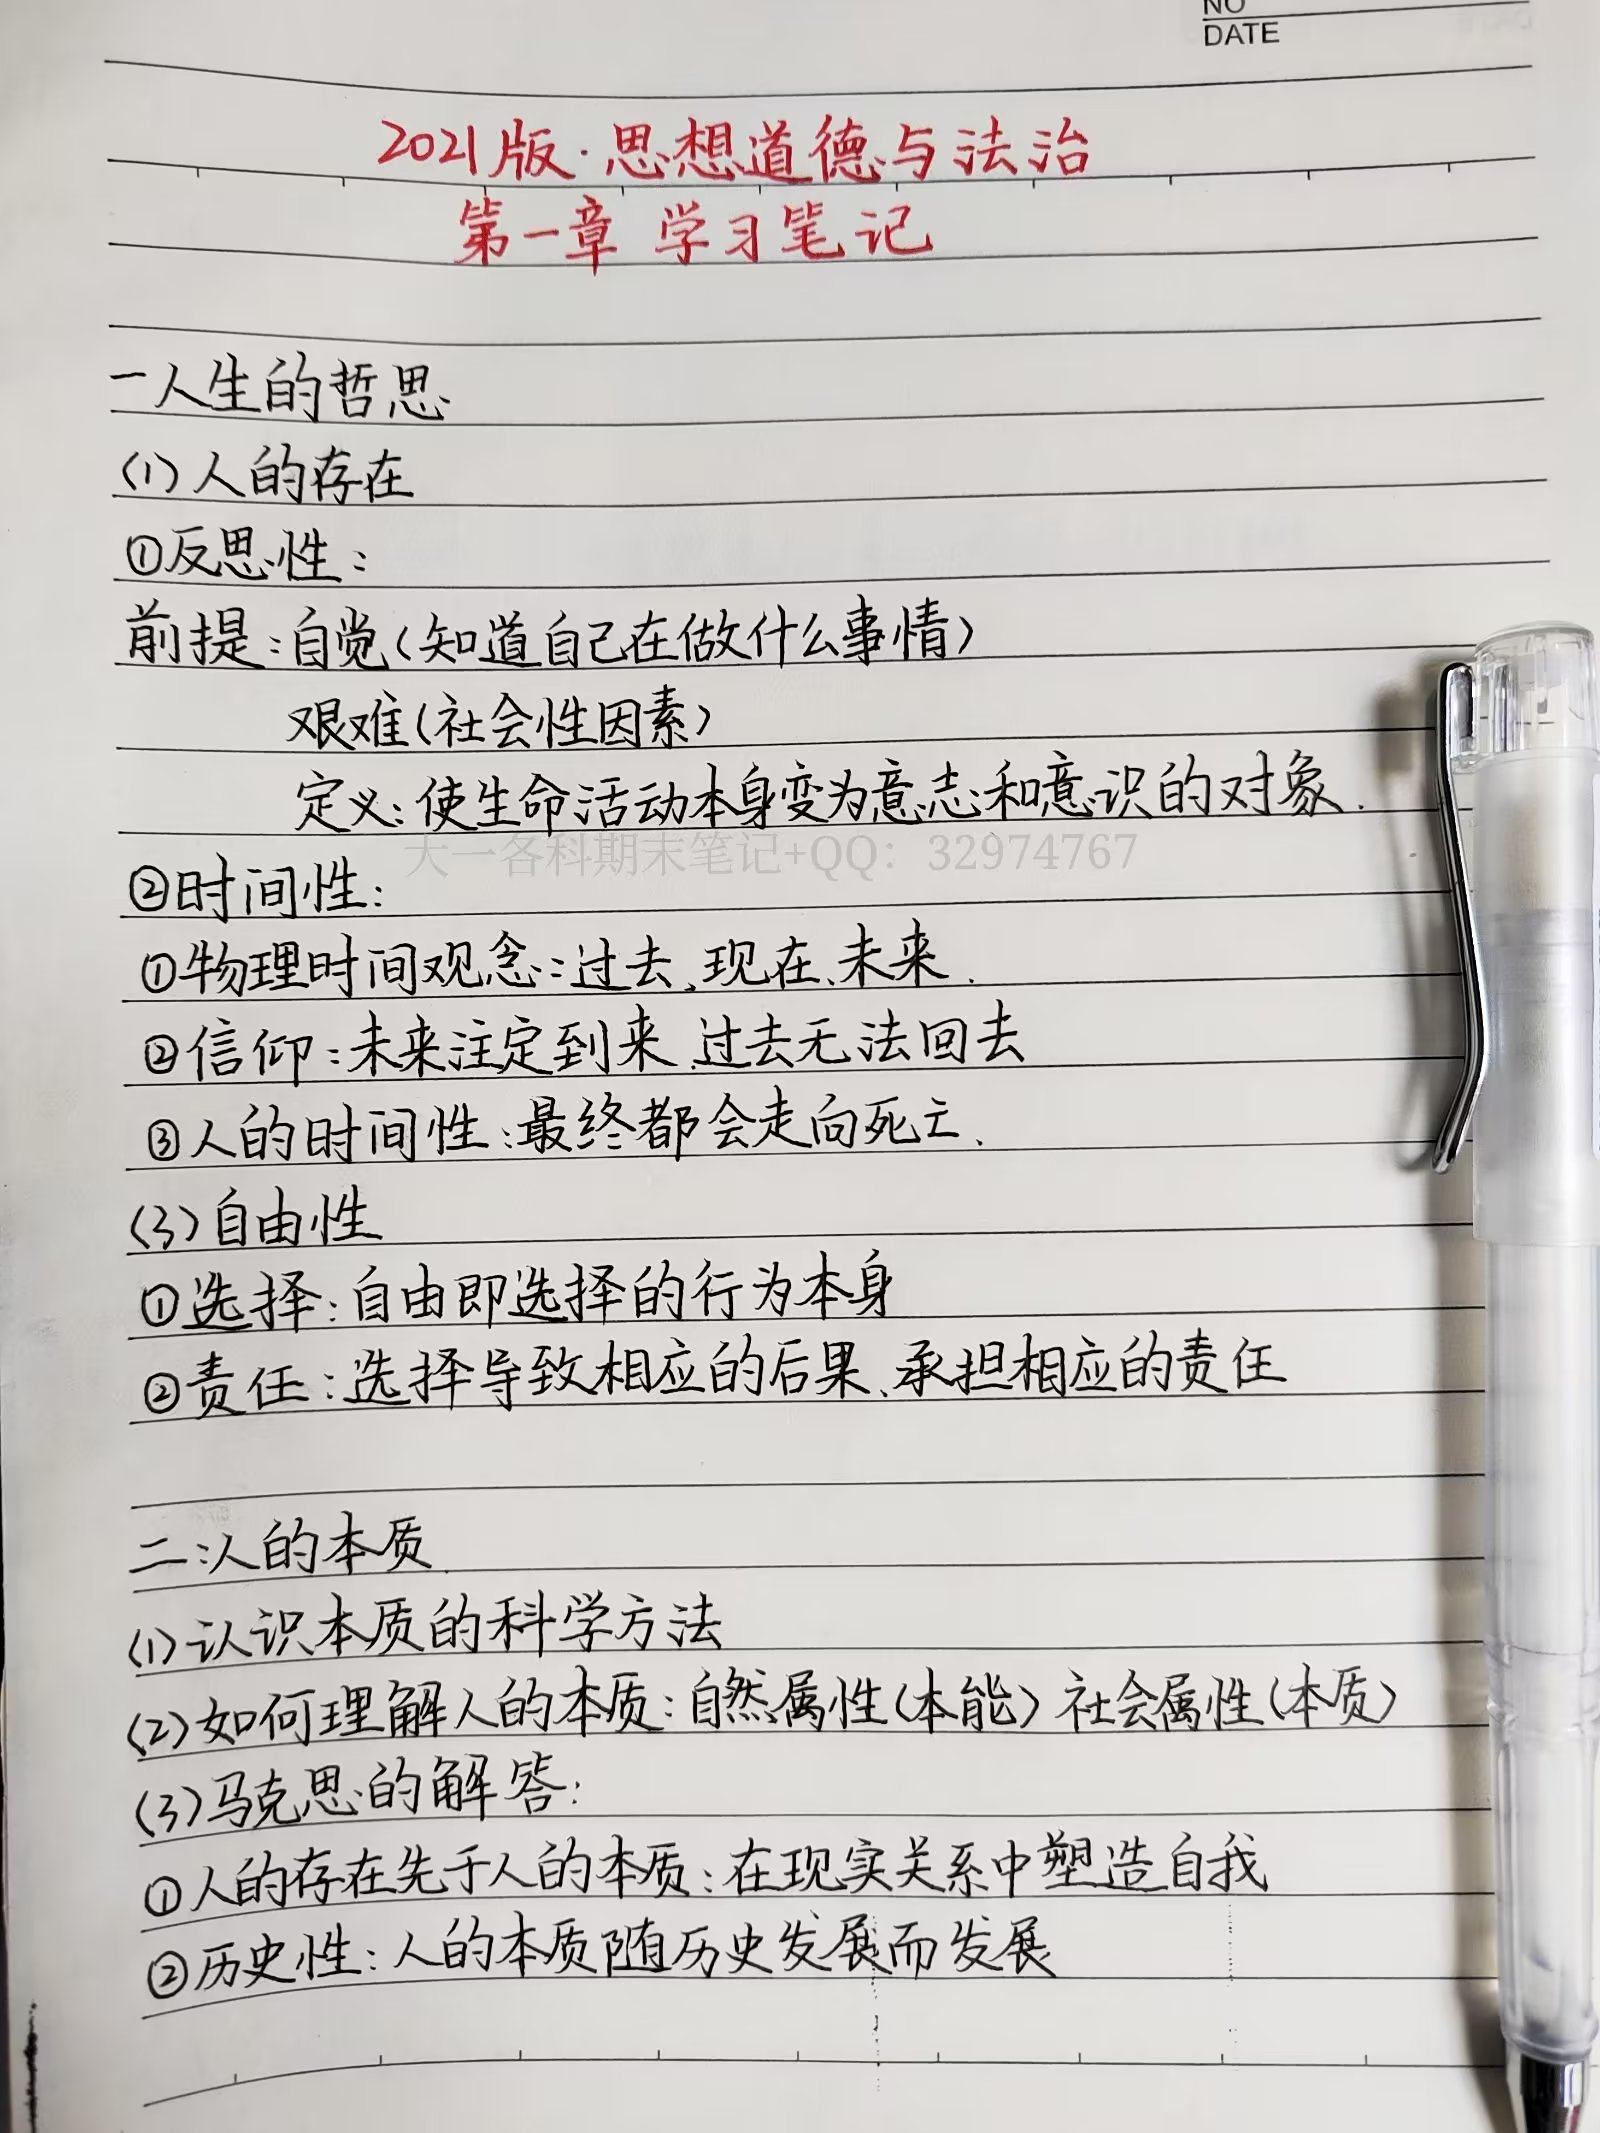 NO
DATE
2021版·思想道德与法治
第一章 学习笔记
一人生的哲思
(1)人的存在
①反思性:
前提:自觉(知道自己在做什么事情)
艰难(社会性因素)
定义:使生命活动本身变为意志和意识的对象.
大一各科期末笔记+QQ：32974767
②时间性:
①物理时间观念:过去、现在、未来.
②信仰:未来注定到来、过去无法回去
③人的时间性:最终都会走向死亡、
(3)自由性
①选择:自由即选择的行为本身
②责任:选择导致相应的后果、承担相应的责任
二:人的本质
(1)认识本质的科学方法
(2)如何理解人的本质:自然属性(本能) 社会属性(本质)
(3)马克思的解答:
①人的存在先于人的本质:在现实关系中塑造自我
②历史性:人的本质随历史发展而发展